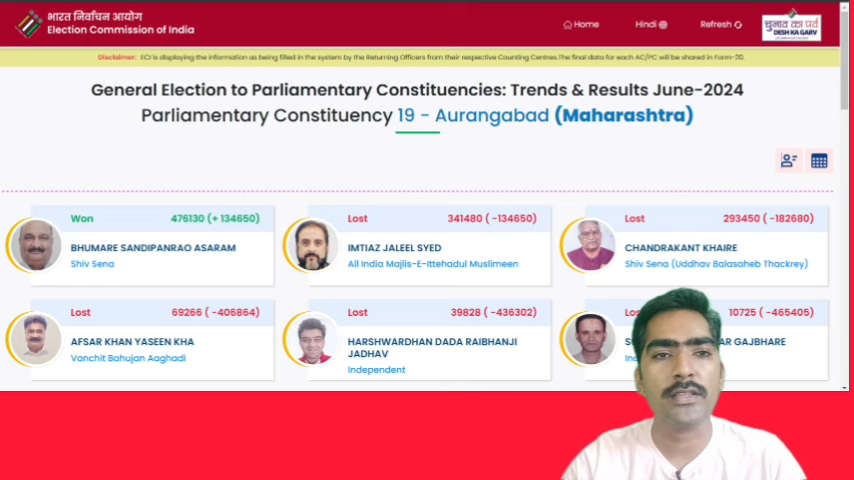 भारत निर्वाचन आयोग
Election Commission of India
Home
Hindi
Refresh
चुनाव का पर्व
DESH KA GARV
Disclaimer: ECI is displaying the information as being filled in the system by the Returning Officers from their respective Counting Centres.The final data for each AC/PC will be shared in Form-20.
General Election to Parliamentary Constituencies: Trends & Results June-2024
Parliamentary Constituency 19 - Aurangabad (Maharashtra)
Won 476130 (+ 134650)
BHUMARE SANDIPANRAO ASARAM
Shiv Sena
Lost 341480 ( -134650)
IMTIAZ JALEEL SYED
All India Majlis-E-Ittehadul Muslimeen
Lost 293450 ( -182680)
CHANDRAKANT KHAIRE
Shiv Sena (Uddhav Balasaheb Thackrey)
Lost 69266 ( -406864)
AFSAR KHAN YASEEN KHA
Vanchit Bahujan Aaghadi
Lost 39828 ( -436302)
HARSHWARDHAN DADA RAIBHANJI
JADHAV
Independent
10725 ( -465405)
GAJBHARE